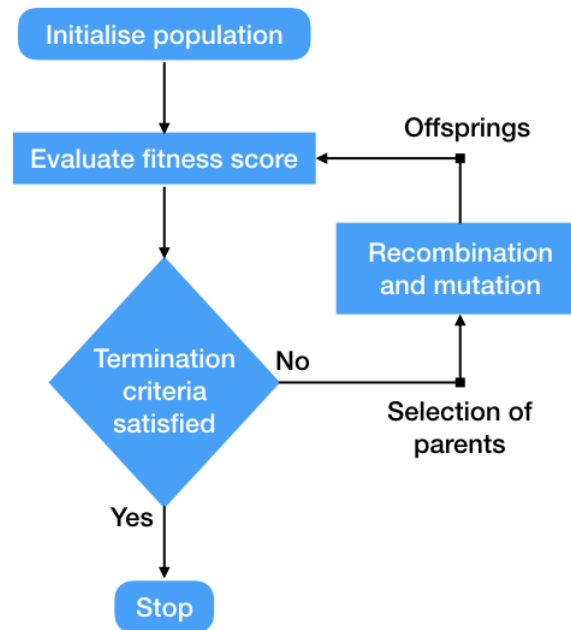 Initialise population
Evaluate fitness score
Offsprings
Recombination
and mutation
Termination
criteria
satisfied
No
Selection of
parents
Yes
Stop